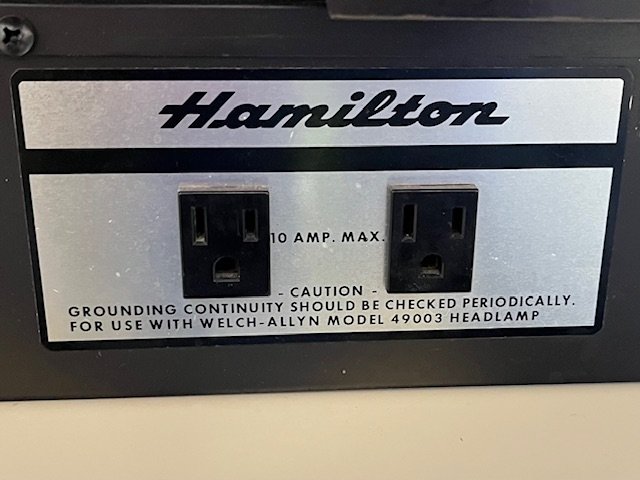 Hamilton
10 AMP. MAX.
- CAUTION -
GROUNDING CONTINUITY SHOULD BE CHECKED PERIODICALLY.
FOR USE WITH WELCH-ALLYN MODEL 49003 HEADLAMP